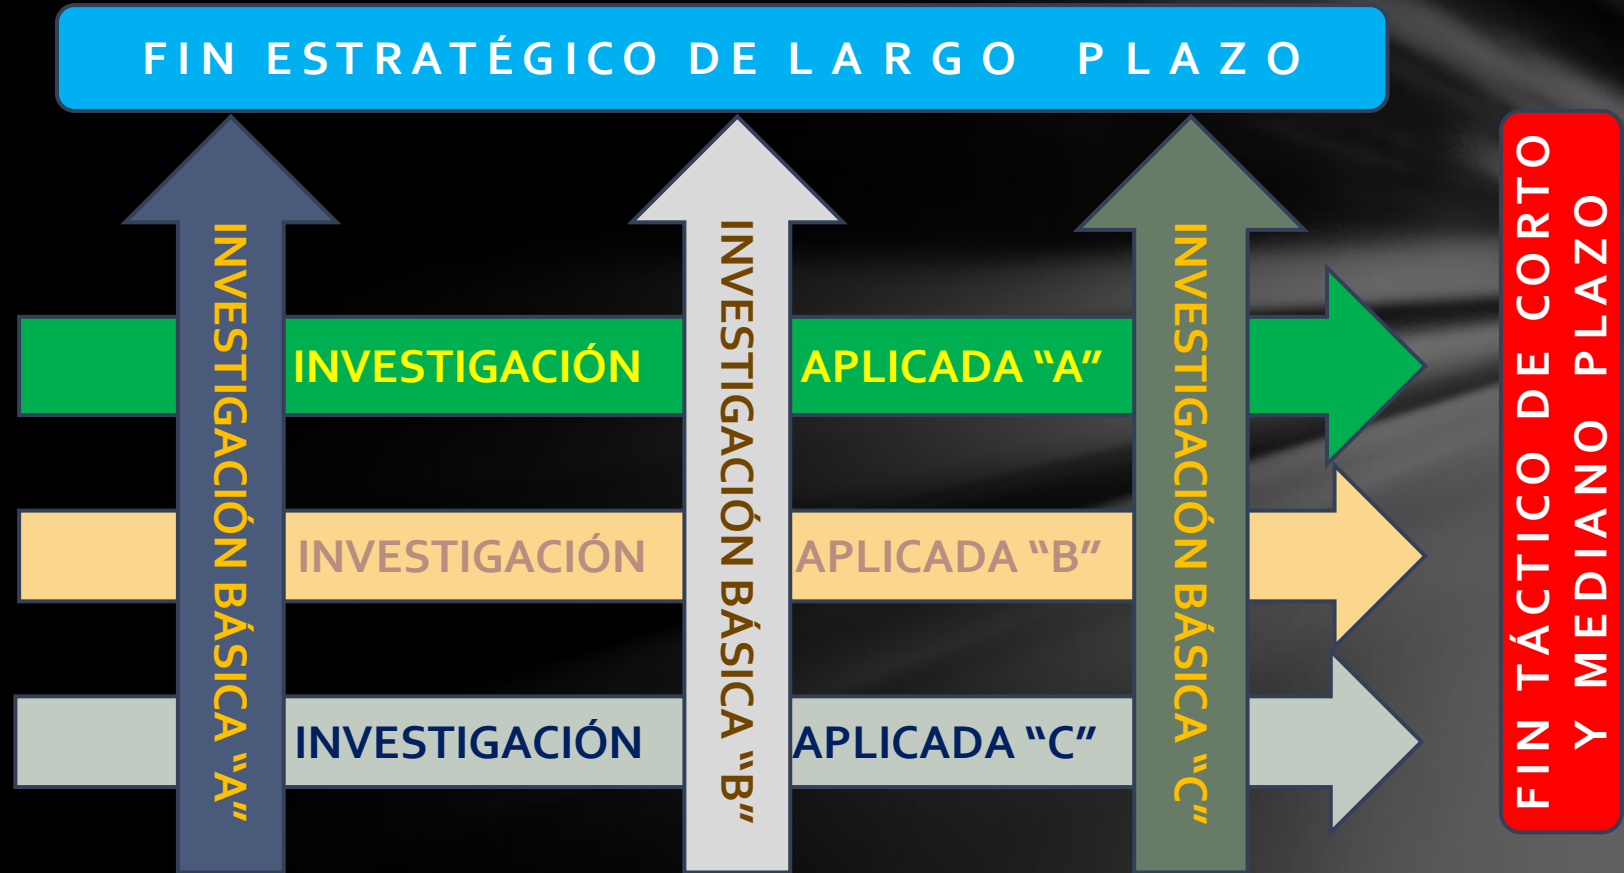 FIN ESTRATÉGICO DE LARGO PLAZO
INVESTIGACIÓN BÁSICA “A”
INVESTIGACIÓN BÁSICA “B”
INVESTIGACIÓN BÁSICA “C”
INVESTIGACIÓN APLICADA “A”
INVESTIGACIÓN APLICADA “B”
INVESTIGACIÓN APLICADA “C”
FIN TÁCTICO DE CORTO
Y MEDIANO PLAZO